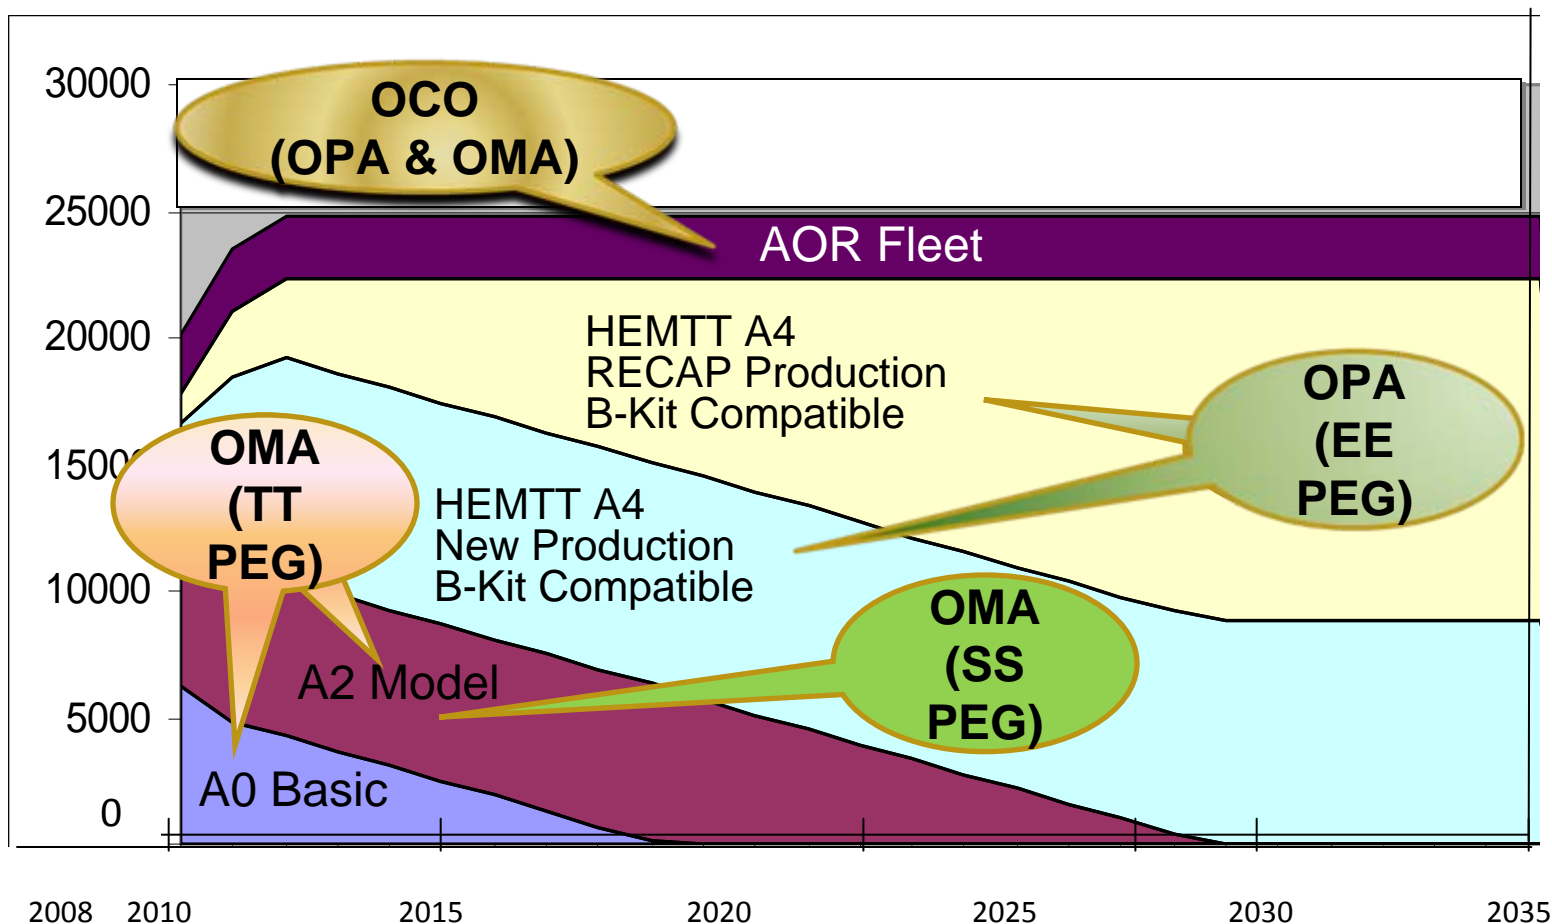 30000
OCO
(OPA & OMA)
25000
AOR Fleet
20000
HEMTT A4
RECAP Production
B-Kit Compatible
OPA
(EE
PEG)
15000
OMA
(TT
PEG)
HEMTT A4
New Production
B-Kit Compatible
10000
OMA
(SS
PEG)
A2 Model
5000
A0 Basic
0
2008 2010 2015 2020 2025 2030 2035